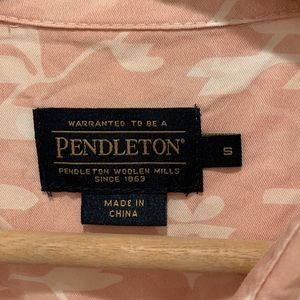 WARRANTED TO BE A
PENDLETON®
PENDLETON WOOLEN MILLS
SINCE 1863
S
MADE IN
CHINA